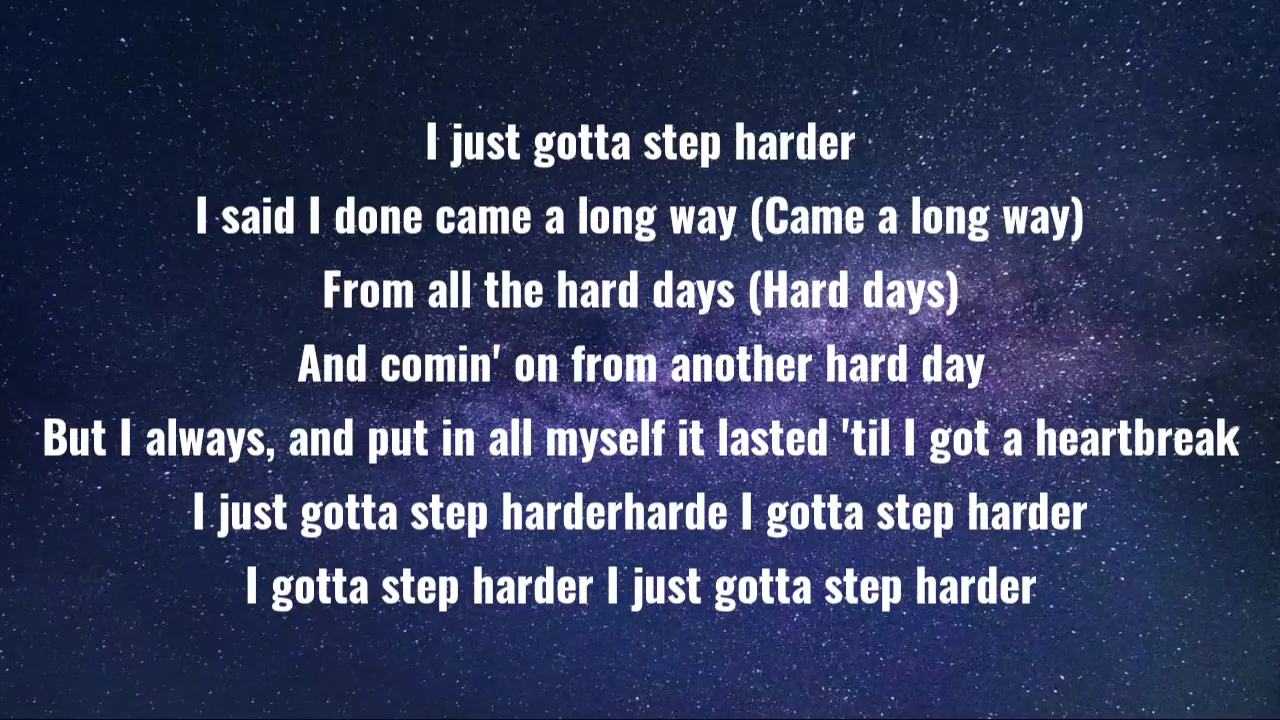 I just gotta step harder
I said I done came a long way (Came a long way)
From all the hard days (Hard days)
And comin' on from another hard day
But I always, and put in all myself it lasted 'til I got a heartbreak
I just gotta step harderharde I gotta step harder
I gotta step harder I just gotta step harder